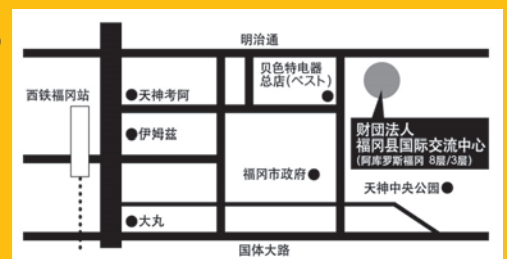 明治通
贝色特电器
总店(ベスト)
西铁福冈站
天神考阿
财団法人
福冈县国际交流中心
(阿库罗斯福冈 8层/3层)
伊姆兹
福冈市政府
天神中央公园
大丸
国体大路